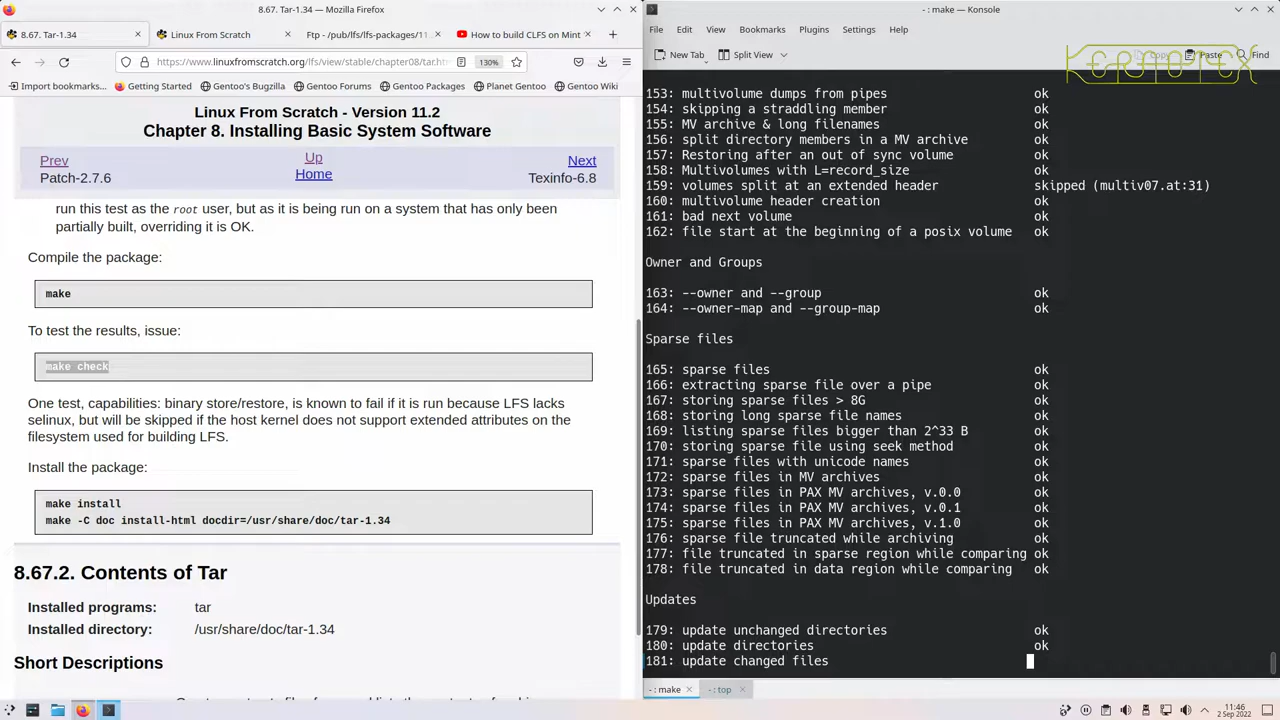 8.67. Tar-1.34 — Mozilla Firefox
8.67. Tar-1.34
Linux From Scratch
Ftp - /pub/lfs/lfs-packages/11.
How to build CLFS on Mint
https://www.linuxfromscratch.org/lfs/view/stable/chapter08/tar.ht
130%
Import bookmarks...
Getting Started
Gentoo's Bugzilla
Gentoo Forums
Gentoo Packages
Planet Gentoo
Gentoo Wiki
Linux From Scratch - Version 11.2
Chapter 8. Installing Basic System Software
Prev
Up
Next
Patch-2.7.6
Home
Texinfo-6.8
run this test as the root user, but as it is being run on a system that has only been
partially built, overriding it is OK.
Compile the package:
make
To test the results, issue:
make check
One test, capabilities: binary store/restore, is known to fail if it is run because LFS lacks
selinux, but will be skipped if the host kernel does not support extended attributes on the
filesystem used for building LFS.
Install the package:
make install
make -C doc install-html docdir=/usr/share/doc/tar-1.34
8.67.2. Contents of Tar
Installed programs: tar
Installed directory: /usr/share/doc/tar-1.34
Short Descriptions
- : make — Konsole
File Edit View Bookmarks Plugins Settings Help
New Tab
Split View
Copy
Paste
Find
KERNOTEX
153: multivolume dumps from pipes ok
154: skipping a straddling member ok
155: MV archive & long filenames ok
156: split directory members in a MV archive ok
157: Restoring after an out of sync volume ok
158: Multivolumes with L=record_size ok
159: volumes split at an extended header skipped (multiv07.at:31)
160: multivolume header creation ok
161: bad next volume ok
162: file start at the beginning of a posix volume ok
Owner and Groups
163: --owner and --group ok
164: --owner-map and --group-map ok
Sparse files
165: sparse files ok
166: extracting sparse file over a pipe ok
167: storing sparse files > 8G ok
168: storing long sparse file names ok
169: listing sparse files bigger than 2^33 B ok
170: storing sparse file using seek method ok
171: sparse files with unicode names ok
172: sparse files in MV archives ok
173: sparse files in PAX MV archives, v.0.0 ok
174: sparse files in PAX MV archives, v.0.1 ok
175: sparse files in PAX MV archives, v.1.0 ok
176: sparse file truncated while archiving ok
177: file truncated in sparse region while comparing ok
178: file truncated in data region while comparing ok
Updates
179: update unchanged directories ok
180: update directories ok
181: update changed files
- : make
- : top
11:46
2 Sep 2022